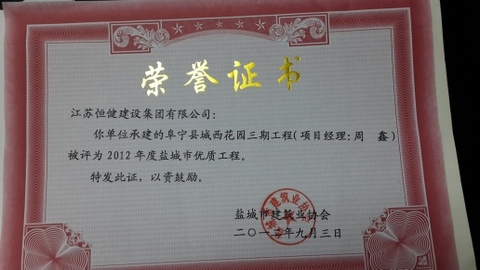 荣誉证书
江苏恒健建设集团有限公司：
你单位承建的阜宁县城西花园三期工程(项目经理：周 鑫)
被评为2012年度盐城市优质工程。
特发此证，以资鼓励。
盐城市建筑业协会
二〇一三年九月三日